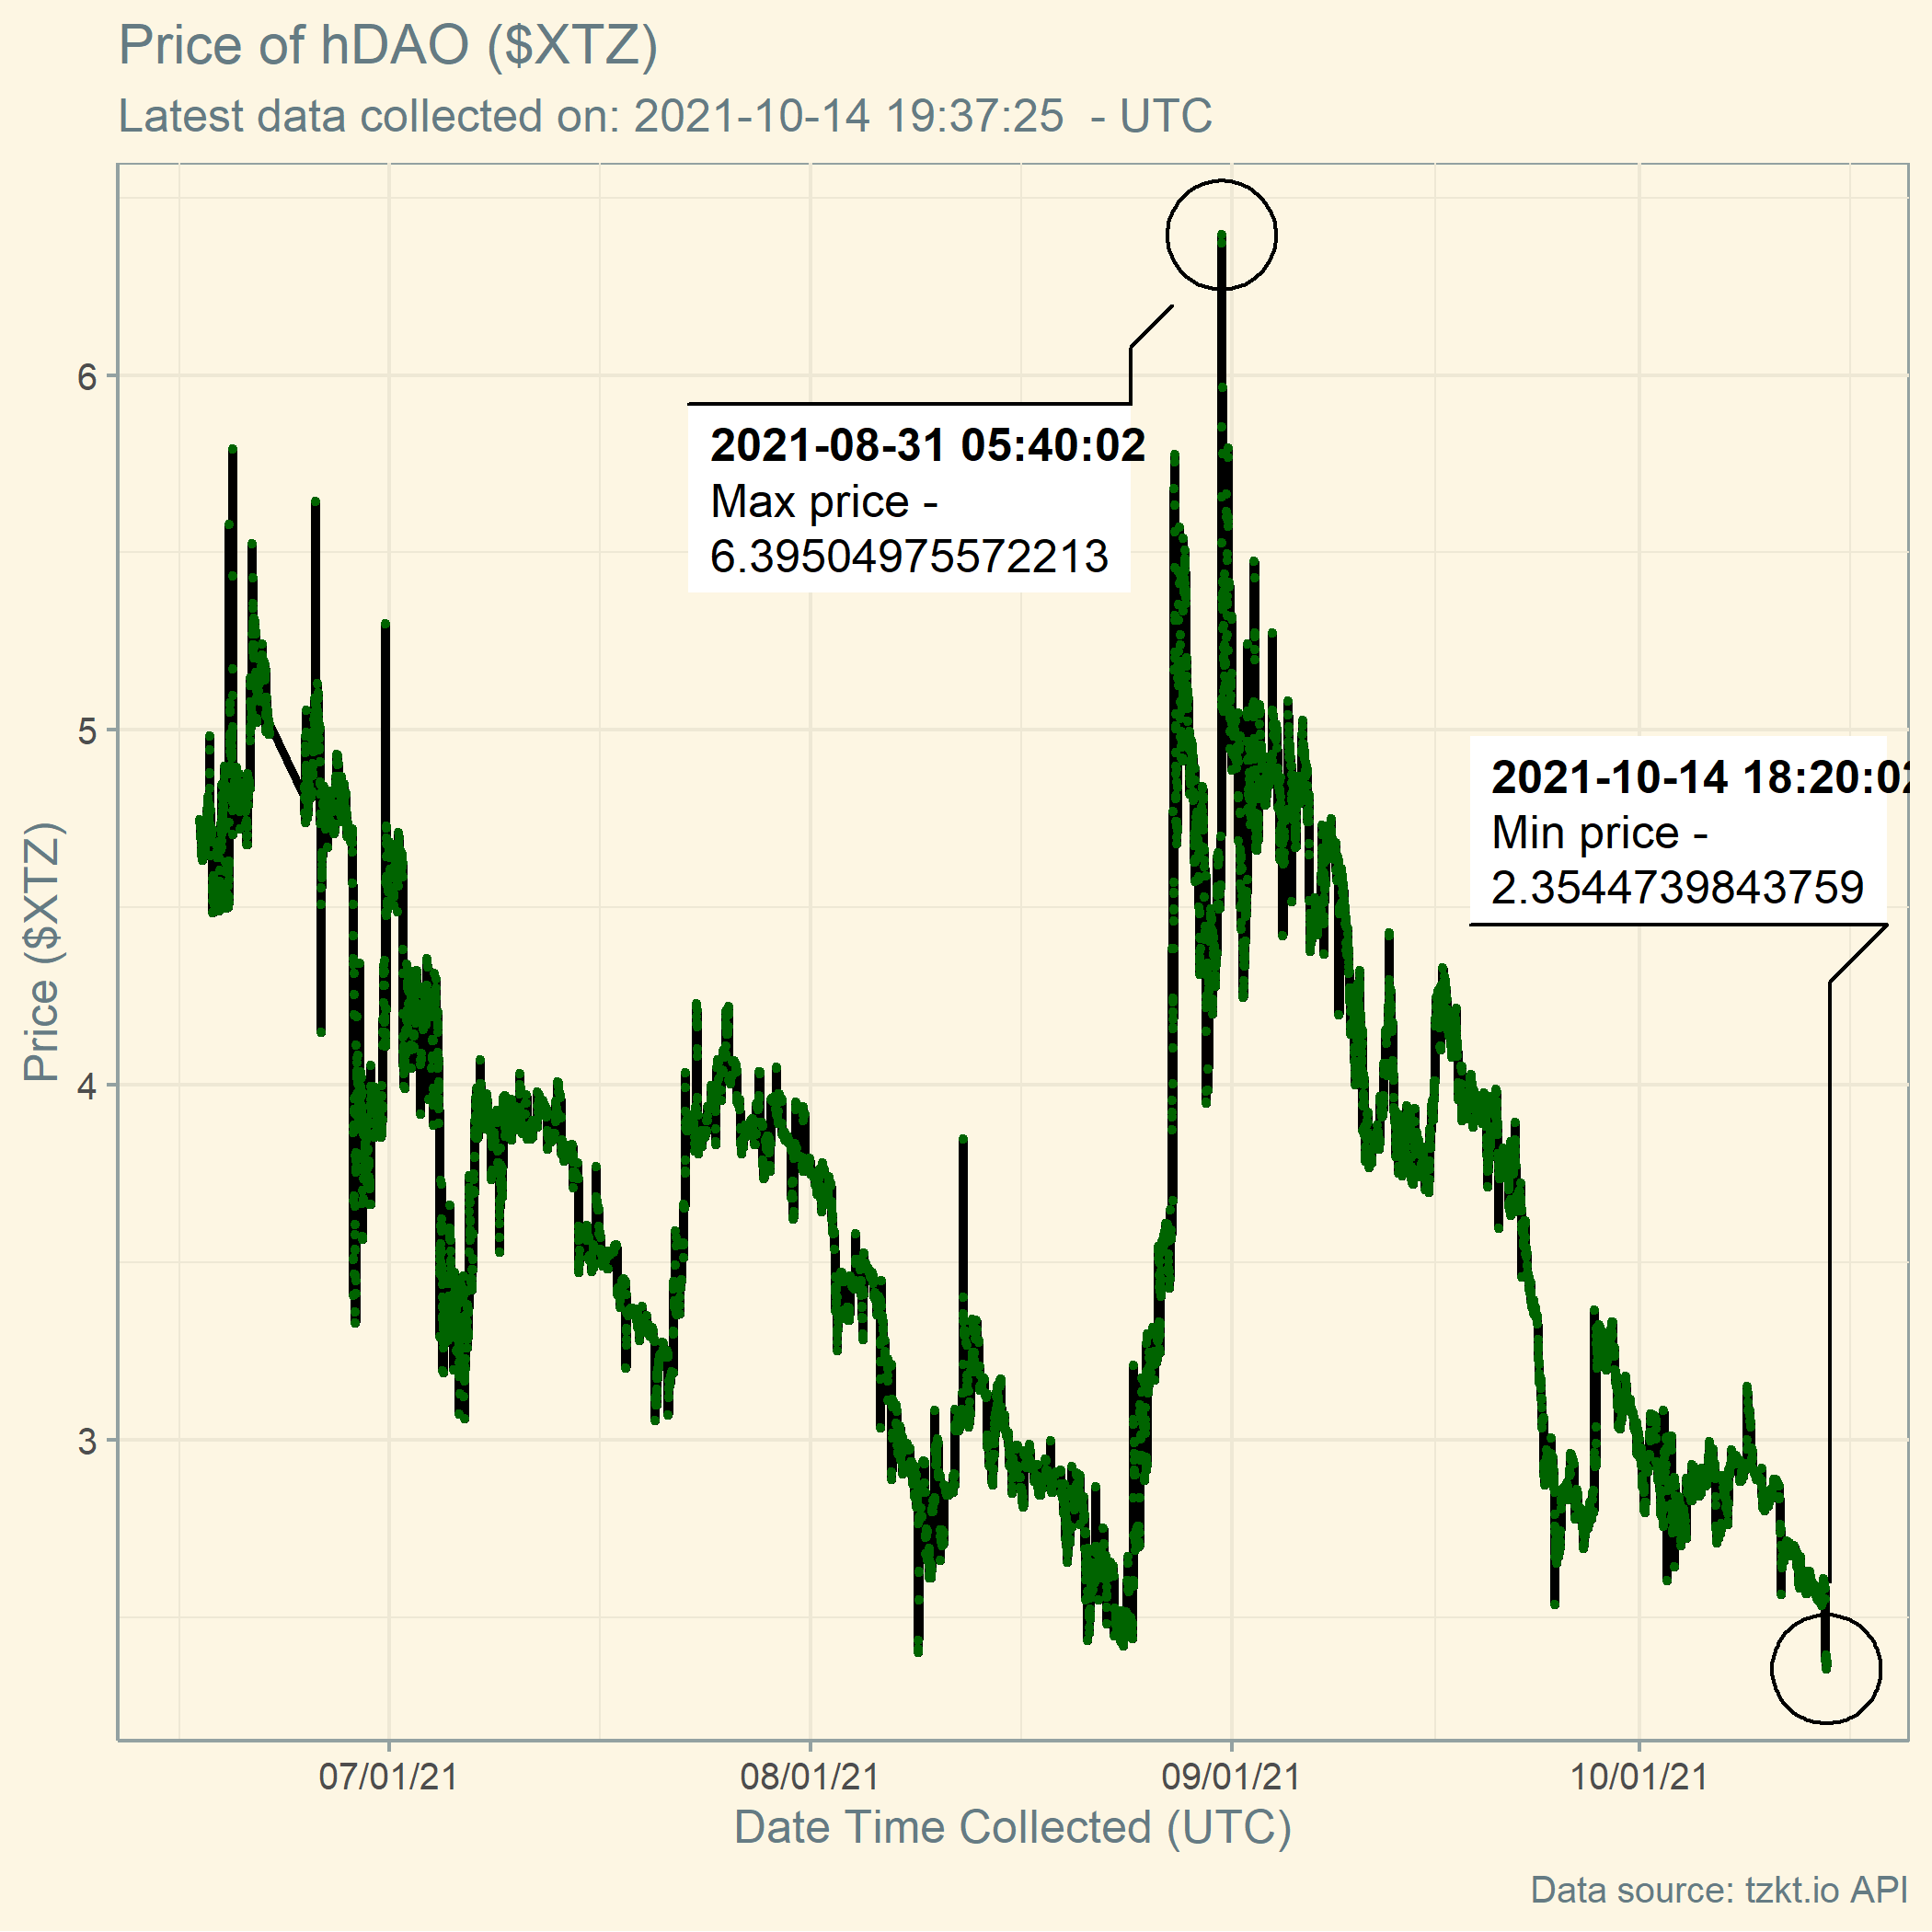 Price of hDAO ($XTZ)
Latest data collected on: 2021-10-14 19:37:25  - UTC
6
5
4
3
Price ($XTZ)
2021-08-31 05:40:02
Max price -
6.39504975572213
2021-10-14 18:20:02
Min price -
2.3544739843759
07/01/21
08/01/21
09/01/21
10/01/21
Date Time Collected (UTC)
Data source: tzkt.io API